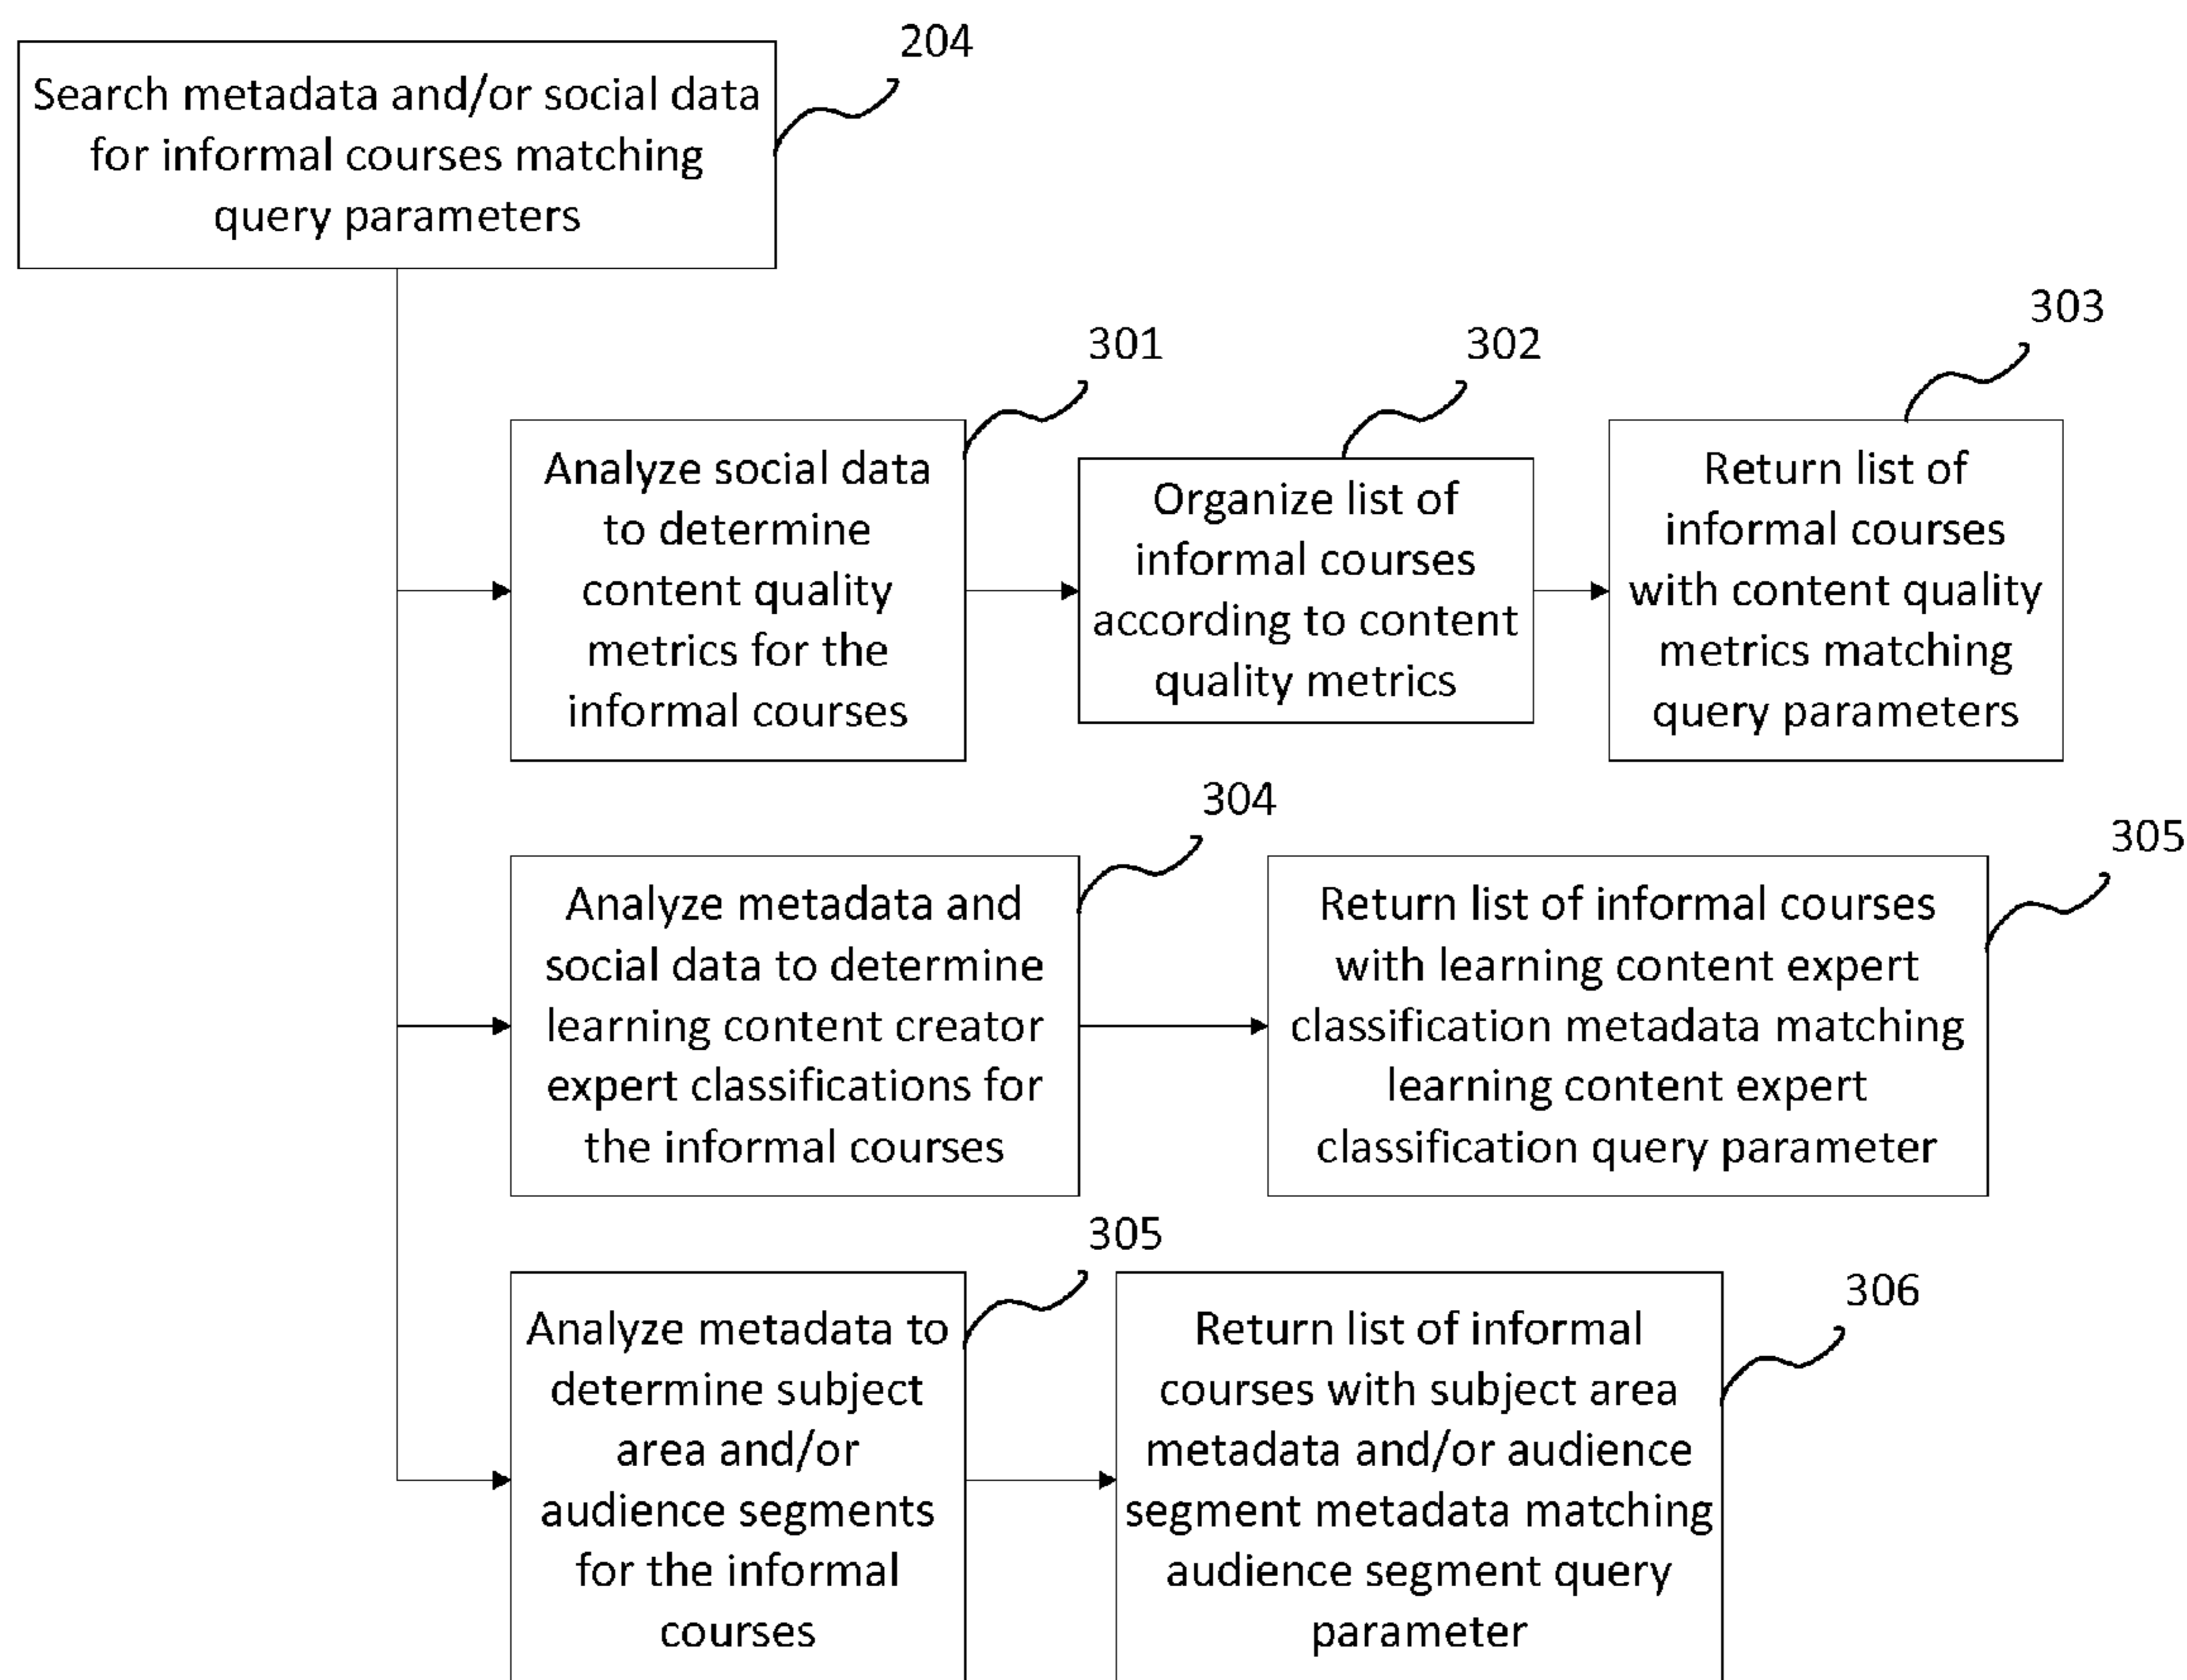 204
Search metadata and/or social data
for informal courses matching
query parameters
301
Analyze social data
to determine
content quality
metrics for the
informal courses
302
Organize list of
informal courses
according to content
quality metrics
303
Return list of
informal courses
with content quality
metrics matching
query parameters
304
Analyze metadata and
social data to determine
learning content creator
expert classifications for
the informal courses
305
Return list of informal courses
with learning content expert
classification metadata matching
learning content expert
classification query parameter
305
Analyze metadata to
determine subject
area and/or
audience segments
for the informal
courses
306
Return list of informal
courses with subject area
metadata and/or audience
segment metadata matching
audience segment query
parameter